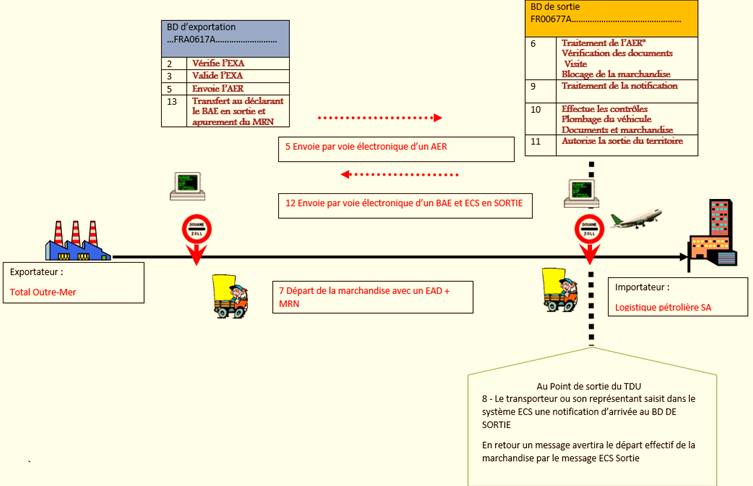 BD d'exportation
...FRA0617A............................
2 Vérifie l'EXA
3 Valide l'EXA
5 Envoie l'AER
13 Transfert au déclarant
le BAE en sortie et
apurement du MRN
BD de sortie
FR00677A................................................
6 Traitement de l'AER*
Vérification des documents
Visite
Blocage de la marchandise
9 Traitement de la notification
10 Effectue les contrôles
Plombage du véhicule
Documents et marchandise
11 Autorise la sortie du territoire
5 Envoie par voie électronique d'un AER
12 Envoie par voie électronique d'un BAE et ECS en SORTIE
DOUANE
ZOLL
DOUANE
ZOLL
Exportateur :
Total Outre-Mer
7 Départ de la marchandise avec un EAD +
MRN
Importateur :
Logistique pétrolière SA
Au Point de sortie du TDU
8 - Le transporteur ou son représentant saisit dans le
système ECS une notification d'arrivée au BD DE
SORTIE
En retour un message avertira le départ effectif de la
marchandise par le message ECS Sortie